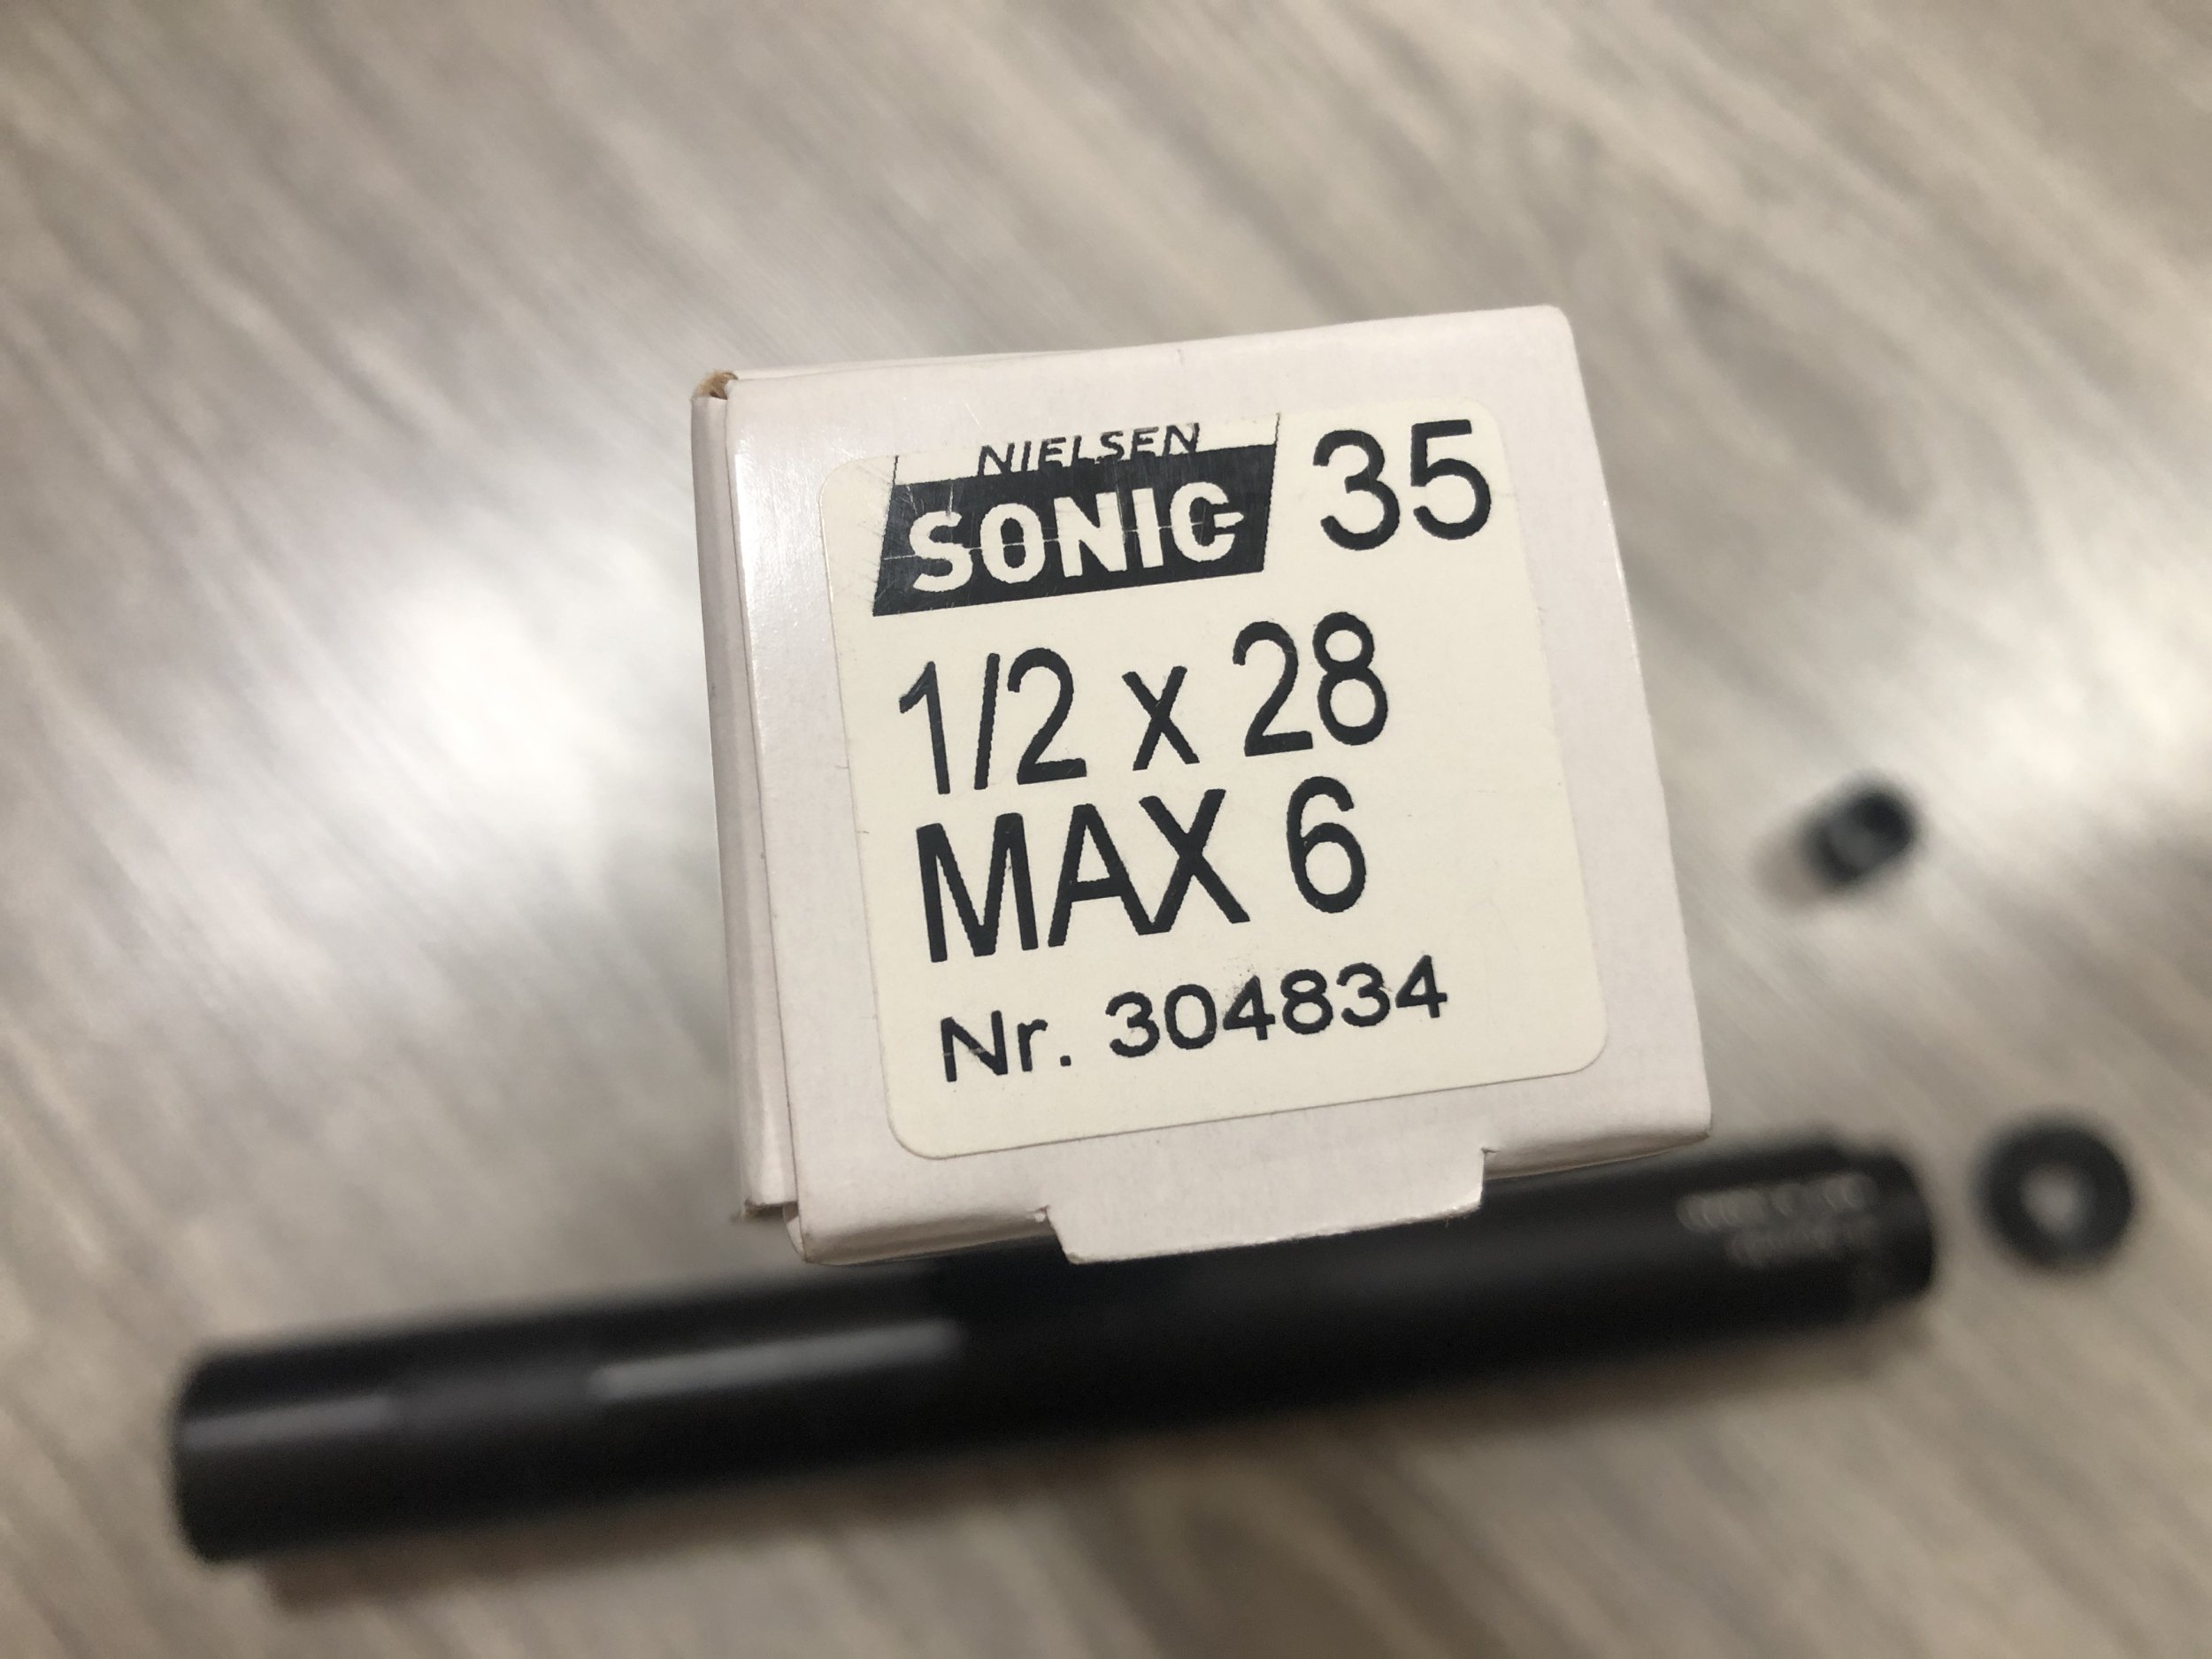 NIELSEN
SONIC 35
1/2 x 28
MAX 6
Nr. 304834